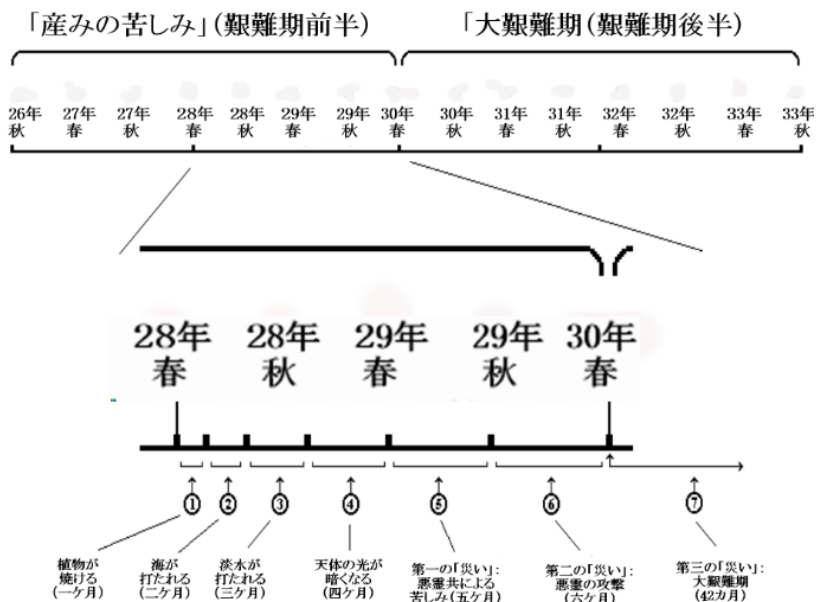 「産みの苦しみ」(艱難期前半)
「大艱難期(艱難期後半)
26年 27年 27年 28年 28年 29年 29年 30年 30年 31年 31年 32年 32年 33年 33年
秋 春 秋 春 秋 春 秋 春 秋 春 秋 春 秋 春 秋
28年 28年 29年 29年 30年
春 秋 春 秋 春
① ② ③ ④ ⑤ ⑥ ⑦
植物が
焼ける
(一ケ月)
海が
打たれる
(二ケ月)
淡水が
打たれる
(三ケ月)
天体の光が
暗くなる
(四ケ月)
第一の「災い」:
悪霊共による
苦しみ(五ケ月)
第二の「災い」:
悪霊の攻撃
(六ケ月)
第三の「災い」:
大艱難期
(42カ月)